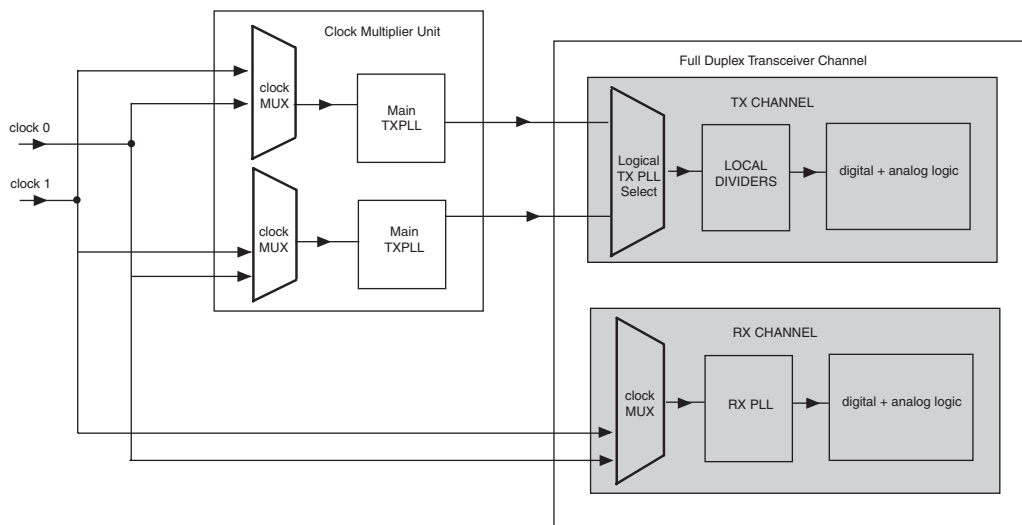 Clock Multiplier Unit
Full Duplex Transceiver Channel
clock
MUX
Main
TXPLL
clock 0
clock 1
clock
MUX
Main
TXPLL
TX CHANNEL
Logical
TX PLL
Select
LOCAL
DIVIDERS
digital + analog logic
RX CHANNEL
clock
MUX
RX PLL
digital + analog logic